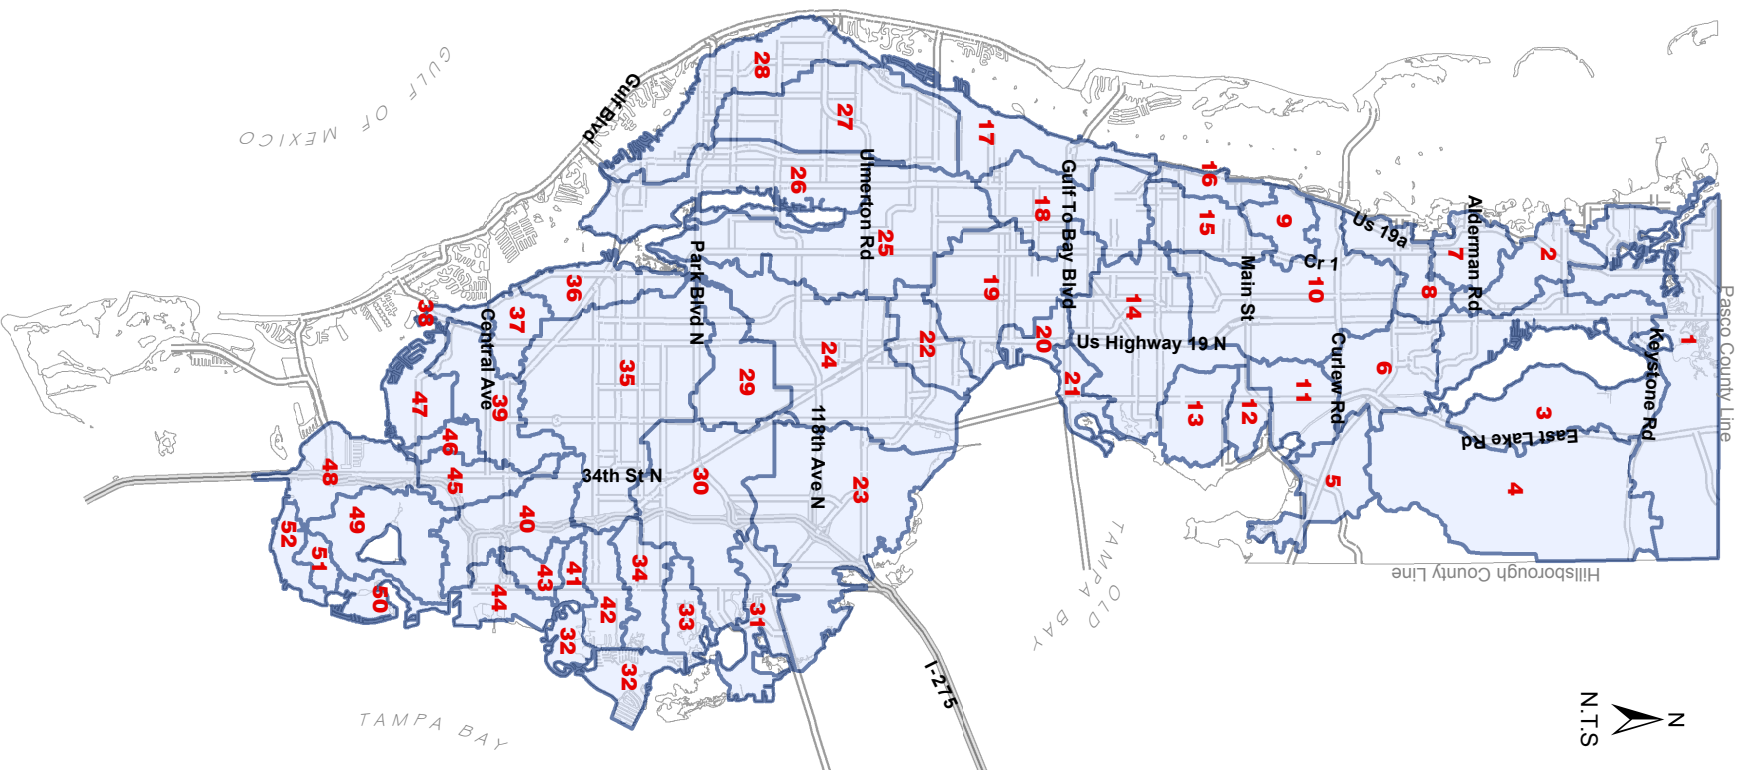 GULF OF MEXICO
Gulf Blvd
28
27
17
16
Ulmerton Rd
26
Gulf To Bay Blvd
18
15
9
Us 19a
Alderman Rd
7
2
25
Park Blvd N
Cr 1
Main St
10
8
36
37
38
Central Ave
19
14
Pasco County Line
1
Keystone Rd
20
Us Highway 19 N
22
24
35
29
21
6
Curlew Rd
11
12
13
3
East Lake Rd
47
39
118th Ave N
46
45
48
34th St N
30
23
5
4
49
40
52
51
34
41
43
44
50
42
33
31
32
32
Hillsborough County Line
OLD TAMPA BAY
I-275
TAMPA BAY
N
N.T.S